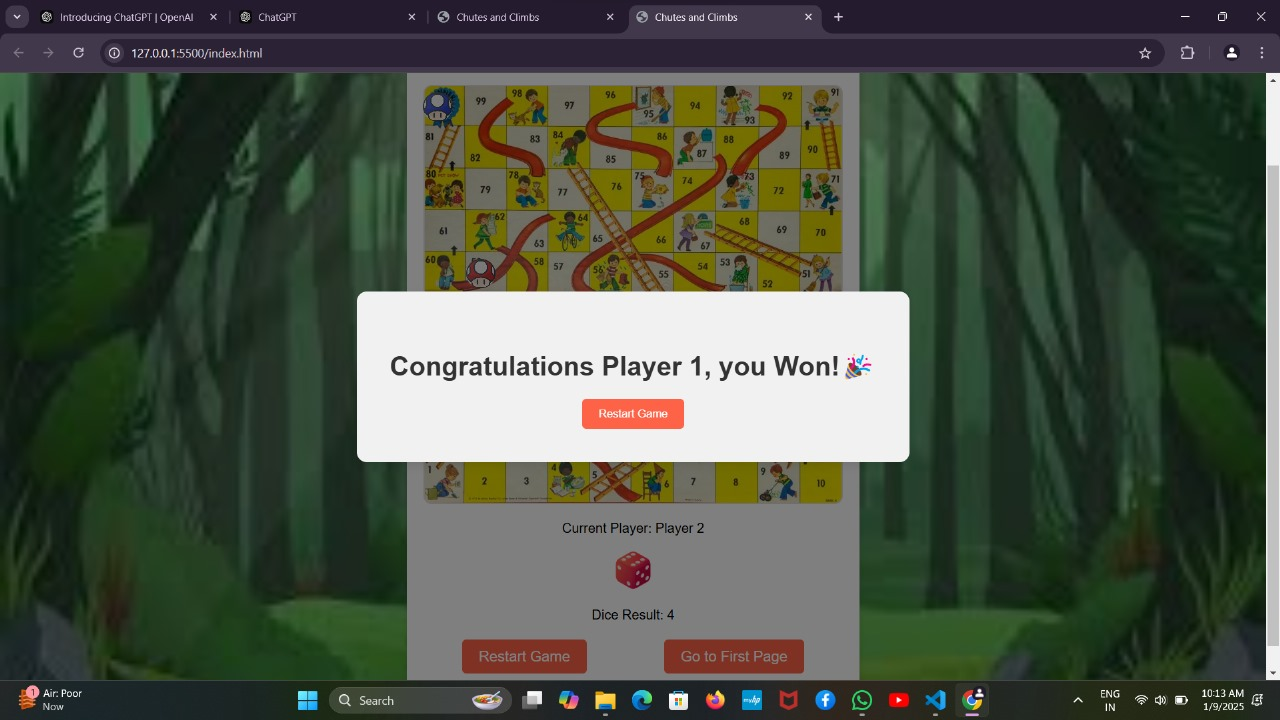 Introducing ChatGPT | OpenAI
ChatGPT
Chutes and Climbs
Chutes and Climbs
127.0.0.1:5500/index.html
99 98 97 96 95 94 93 92 91
81 82 83 84 85 86 87 88 89 90
80 79 78 77 76 75 74 73 72 71
61 62 63 64 65 66 67 68 69 70
60 58 57 56 55 54 53 52 51
Congratulations Player 1, you Won! 🎉
Restart Game
1 2 3 4 5 6 7 8 9 10
Current Player: Player 2
Dice Result: 4
Restart Game
Go to First Page
1
Air: Poor
Now
Search
ENG
IN
10:13 AM
1/9/2025